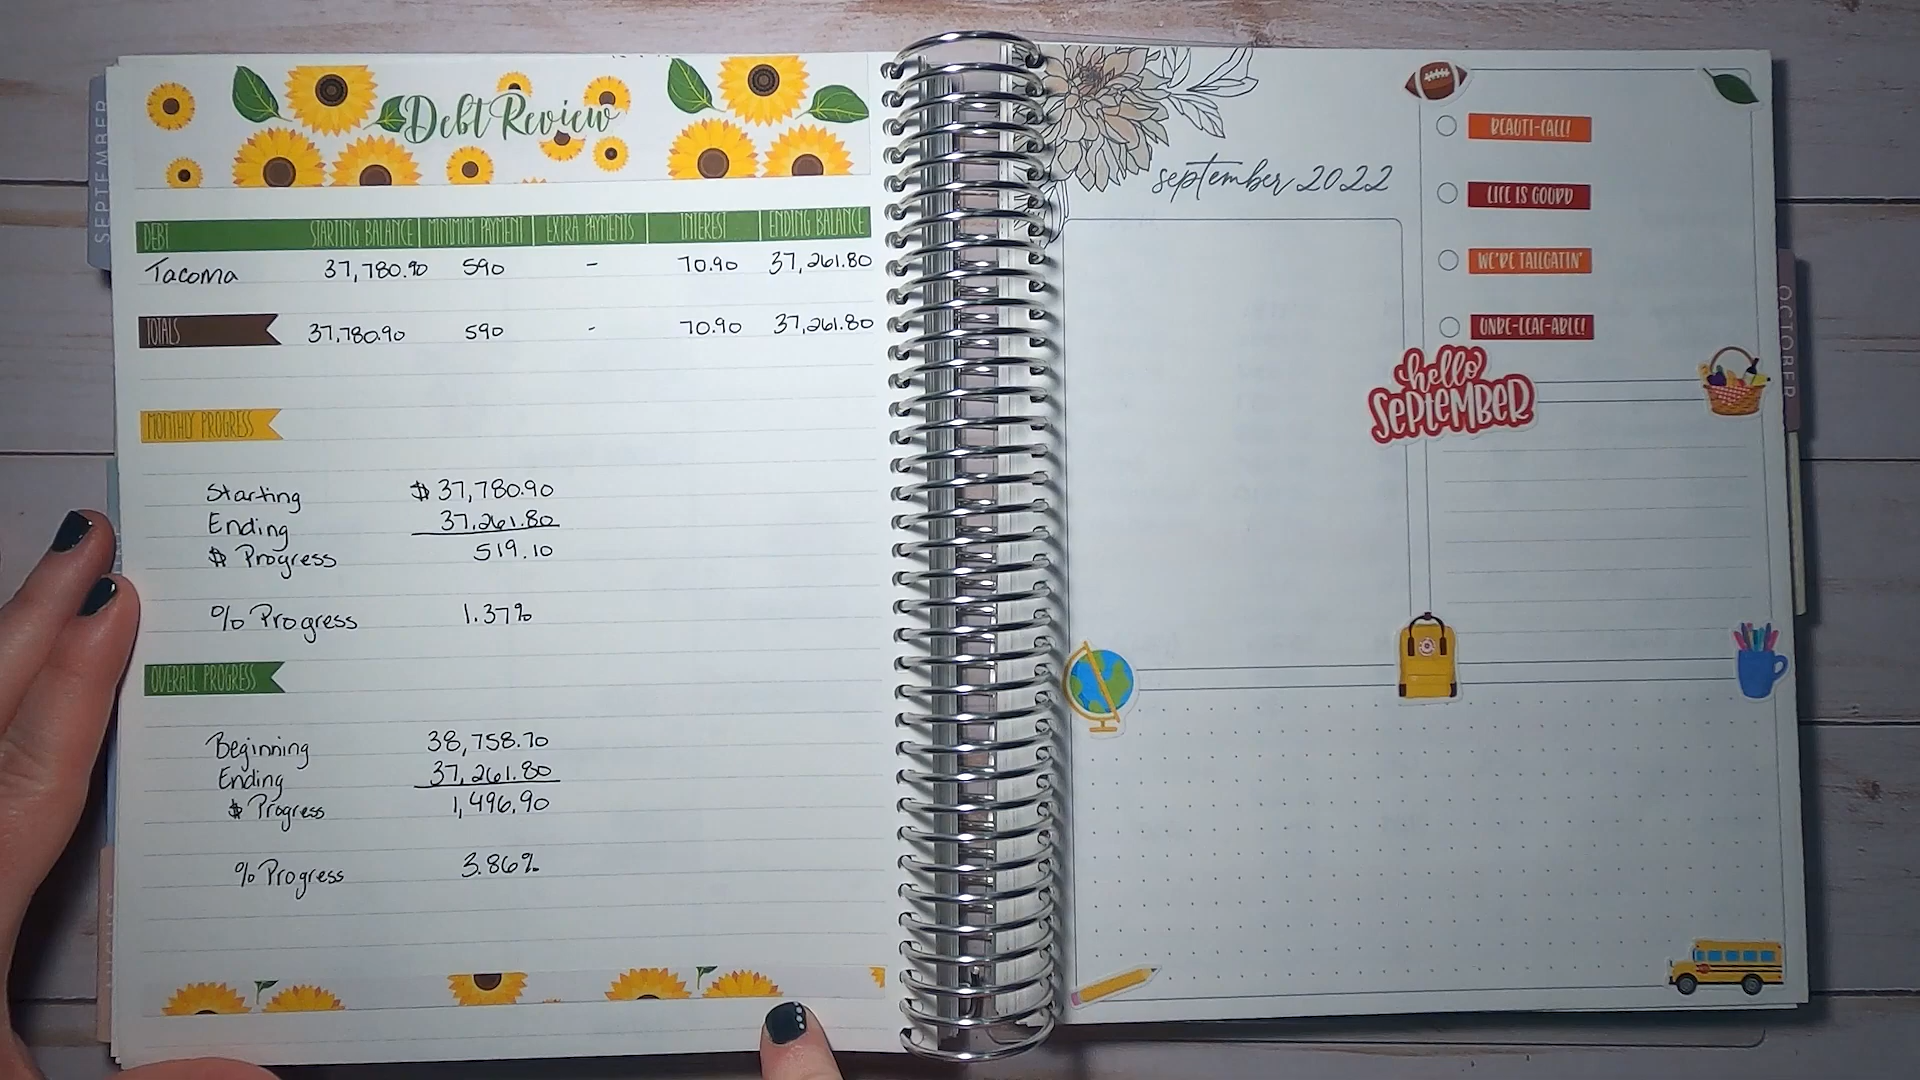 Debt Review
DEBT STARTING BALANCE MINIMUM PAYMENT EXTRA PAYMENTS INTEREST ENDING BALANCE
Tacoma 37,780.90 590 - 70.90 37,261.80
TOTALS 37,780.90 590 - 70.90 37,261.80
MONTHLY PROGRESS
Starting $ 37,780.90
Ending 37,261.80
$ Progress 519.10
% Progress 1.37%
OVERALL PROGRESS
Beginning 38,758.70
Ending 37,261.80
$ Progress 1,496.90
% Progress 3.86%
SEPTEMBER
AUGUST
september 2022
BEAUTI-FALL!
LIFE IS GOURD
WE'RE TAILGATIN'
UNBE-LEAF-ABLE!
hello
SEPTEMBER
OCTOBER